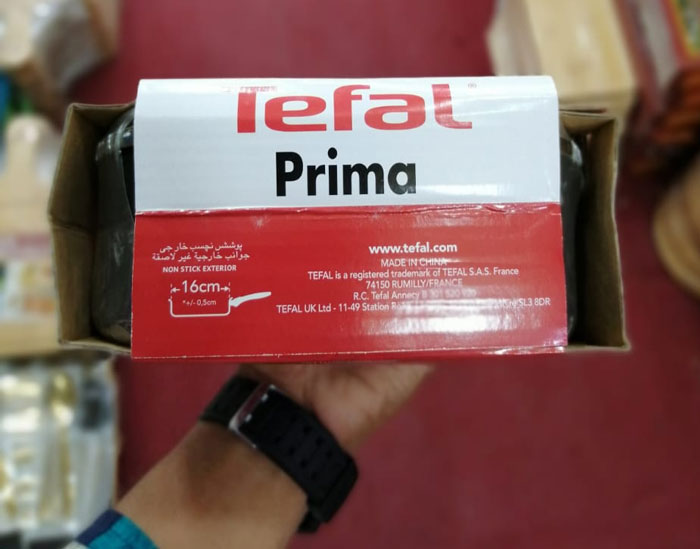 Tefal
Prima
پوشش نچسب خارجی
جوانب خارجية غير لاصقة
NON STICK EXTERIOR
16cm
*+/- 0,5cm
www.tefal.com
MADE IN CHINA
TEFAL is a registered trademark of TEFAL S.A.S. France
74150 RUMILLY/FRANCE
R.C. Tefal Annecy B
TEFAL UK Ltd - 11-49 Station SL3 8DR